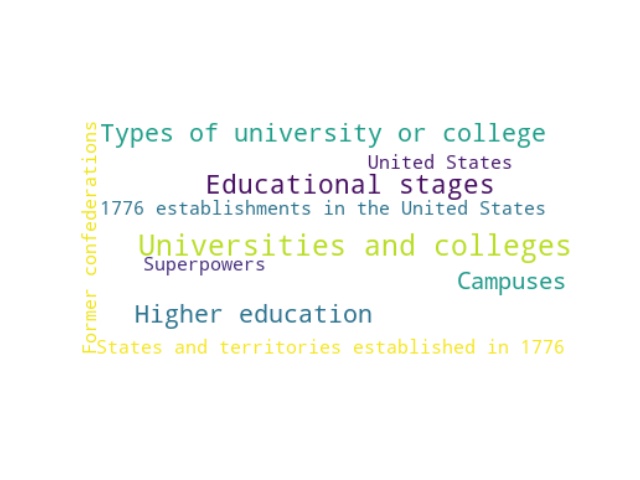 Former confederations
Types of university or college
United States
Educational stages
1776 establishments in the United States
Universities and colleges
Superpowers
Campuses
Higher education
States and territories established in 1776